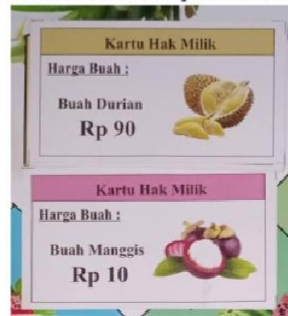 Kartu Hak Milik
Harga Buah :
Buah Durian
Rp 90
Kartu Hak Milik
Harga Buah :
Buah Manggis
Rp 10